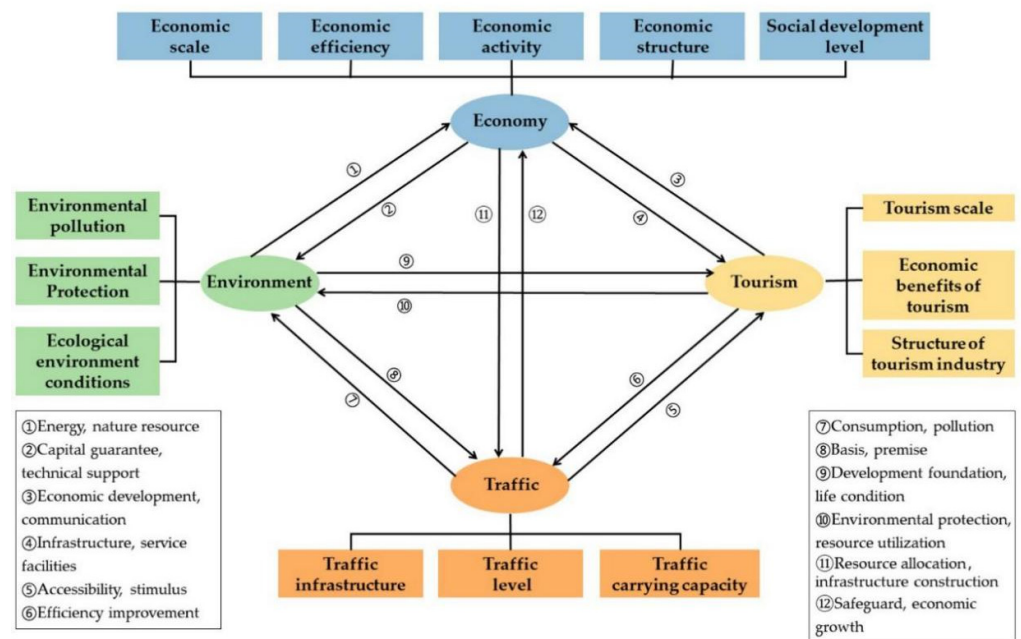 Economic
scale
Economic
efficiency
Economic
activity
Economic
structure
Social development
level
Economy
①
②
③
④
⑪
⑫
Environmental
pollution
Environmental
Protection
Ecological
environment
conditions
Environment
⑨
⑩
Tourism
Tourism scale
Economic
benefits of
tourism
Structure of
tourism industry
⑧
⑦
⑥
⑤
Traffic
Traffic
infrastructure
Traffic
level
Traffic
carrying capacity
①Energy, nature resource
②Capital guarantee,
technical support
③Economic development,
communication
④Infrastructure, service
facilities
⑤Accessibility, stimulus
⑥Efficiency improvement
⑦Consumption, pollution
⑧Basis, premise
⑨Development foundation,
life condition
⑩Environmental protection,
resource utilization
⑪Resource allocation,
infrastructure construction
⑫Safeguard, economic
growth